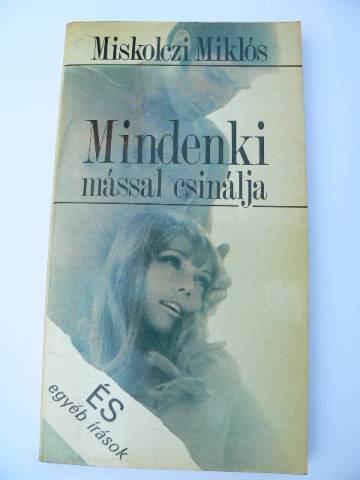 Miskolczi Miklós
Mindenki
mással csinálja
ÉS
egyéb írások